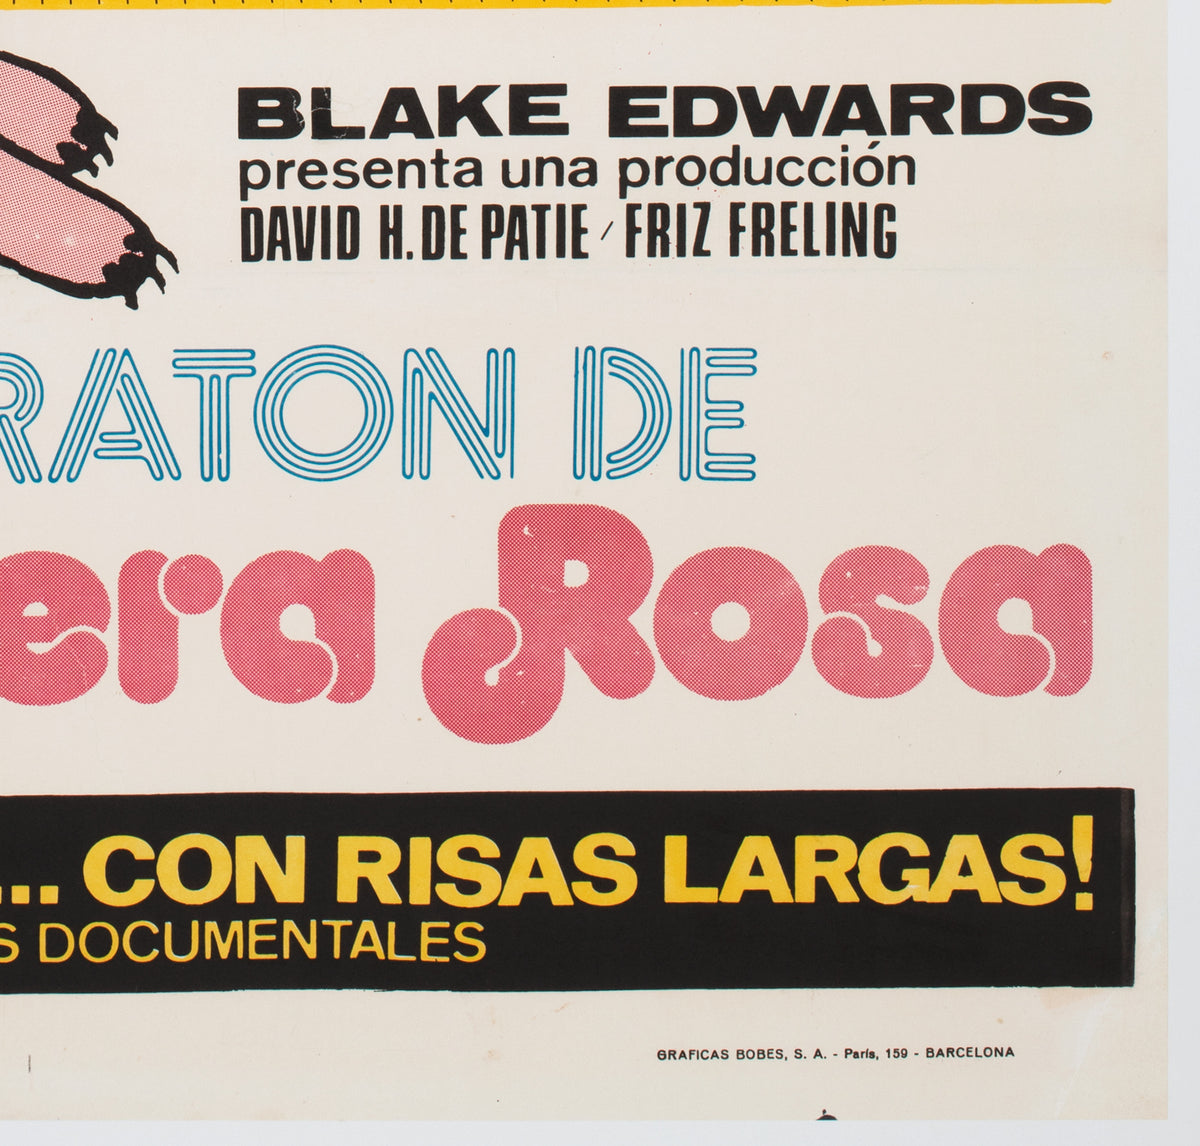 BLAKE EDWARDS
presenta una producción
DAVID H. DE PATIE / FRIZ FRELING
RATON DE
era Rosa
... CON RISAS LARGAS!
S DOCUMENTALES
GRAFICAS BOBES, S. A. - París, 159 - BARCELONA